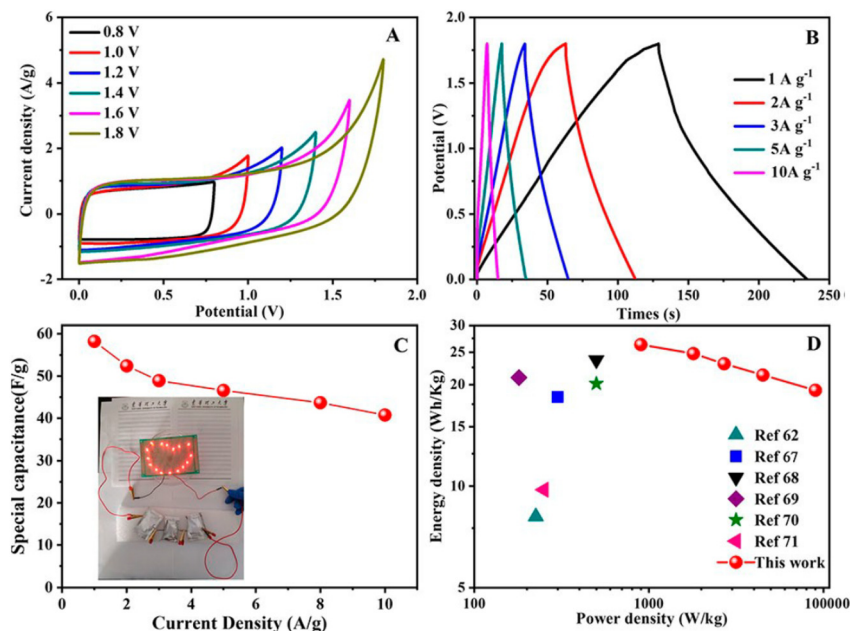 A
0.8 V
1.0 V
1.2 V
1.4 V
1.6 V
1.8 V
Current density (A/g)
6
4
2
0
-2
0.0 0.5 1.0 1.5 2.0
Potential (V)
B
1 A g⁻¹
2A g⁻¹
3A g⁻¹
5A g⁻¹
10A g⁻¹
Potential (V)
2.0
1.5
1.0
0.5
0.0
0 50 100 150 200 250
Times (s)
C
Special capacitance(F/g)
60
50
40
30
20
10
0
0 2 4 6 8 10
Current Density (A/g)
D
Energy density (Wh/Kg)
30
25
20
15
10
5
Ref 62
Ref 67
Ref 68
Ref 69
Ref 70
Ref 71
This work
100 1000 100000
Power density (W/kg)